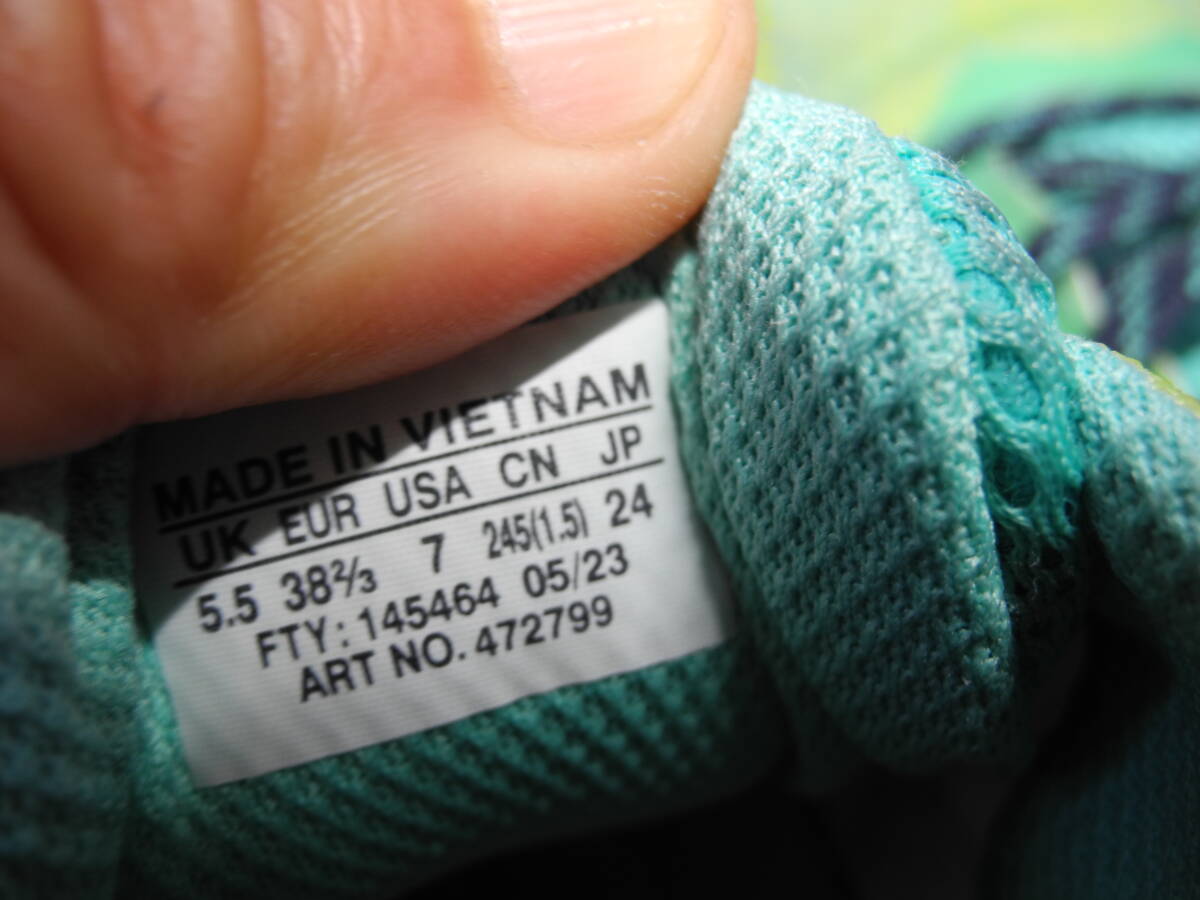 MADE IN VIETNAM
UK EUR USA CN JP
5.5 38⅔ 7 245(1.5) 24
FTY: 145464 05/23
ART NO. 472799